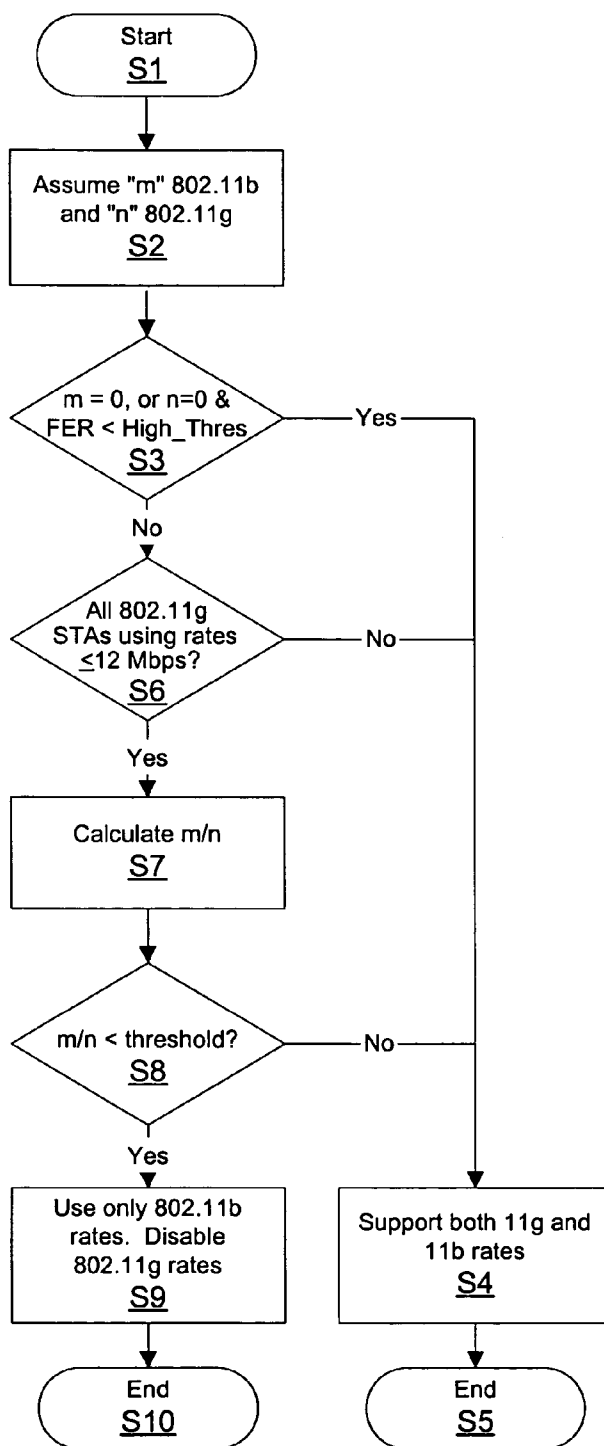 Start
S1
Assume "m" 802.11b
and "n" 802.11g
S2
m = 0, or n=0 &
FER < High_Thres
S3
Yes
No
All 802.11g
STAs using rates
≤12 Mbps?
S6
No
Yes
Calculate m/n
S7
m/n < threshold?
S8
No
Yes
Use only 802.11b
rates. Disable
802.11g rates
S9
Support both 11g and
11b rates
S4
End
S10
End
S5